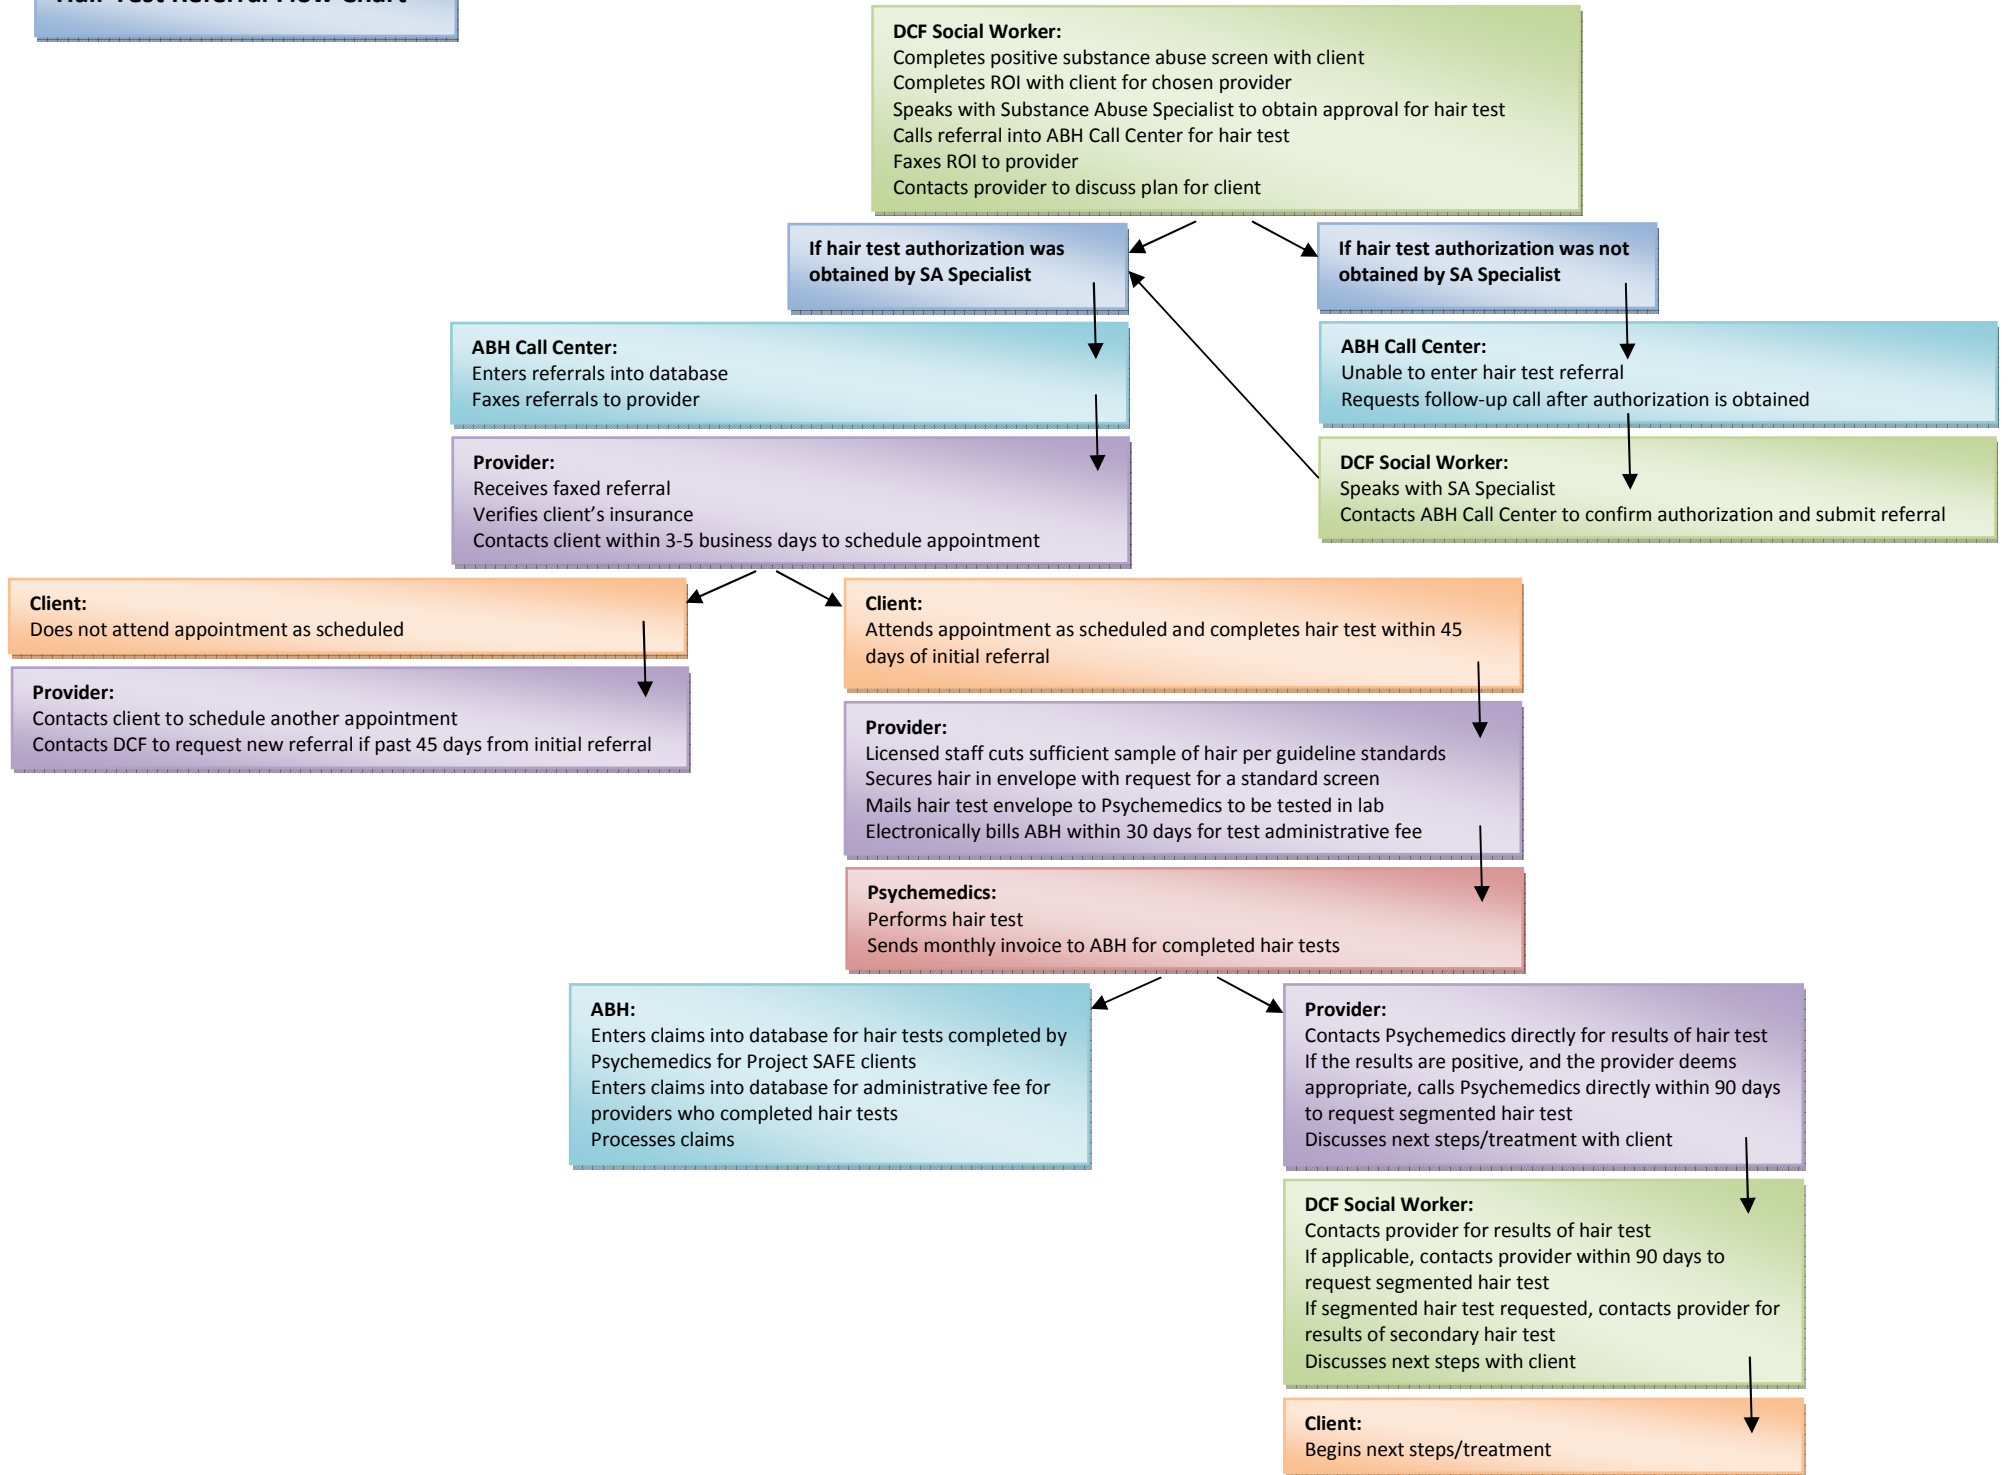 Hair Test Referral Flow Chart
DCF Social Worker:
Completes positive substance abuse screen with client
Completes ROI with client for chosen provider
Speaks with Substance Abuse Specialist to obtain approval for hair test
Calls referral into ABH Call Center for hair test
Faxes ROI to provider
Contacts provider to discuss plan for client
If hair test authorization was
obtained by SA Specialist
If hair test authorization was not
obtained by SA Specialist
ABH Call Center:
Enters referrals into database
Faxes referrals to provider
ABH Call Center:
Unable to enter hair test referral
Requests follow-up call after authorization is obtained
Provider:
Receives faxed referral
Verifies client’s insurance
Contacts client within 3-5 business days to schedule appointment
DCF Social Worker:
Speaks with SA Specialist
Contacts ABH Call Center to confirm authorization and submit referral
Client:
Does not attend appointment as scheduled
Client:
Attends appointment as scheduled and completes hair test within 45
days of initial referral
Provider:
Contacts client to schedule another appointment
Contacts DCF to request new referral if past 45 days from initial referral
Provider:
Licensed staff cuts sufficient sample of hair per guideline standards
Secures hair in envelope with request for a standard screen
Mails hair test envelope to Psychemedics to be tested in lab
Electronically bills ABH within 30 days for test administrative fee
Psychemedics:
Performs hair test
Sends monthly invoice to ABH for completed hair tests
ABH:
Enters claims into database for hair tests completed by
Psychemedics for Project SAFE clients
Enters claims into database for administrative fee for
providers who completed hair tests
Processes claims
Provider:
Contacts Psychemedics directly for results of hair test
If the results are positive, and the provider deems
appropriate, calls Psychemedics directly within 90 days
to request segmented hair test
Discusses next steps/treatment with client
DCF Social Worker:
Contacts provider for results of hair test
If applicable, contacts provider within 90 days to
request segmented hair test
If segmented hair test requested, contacts provider for
results of secondary hair test
Discusses next steps with client
Client:
Begins next steps/treatment